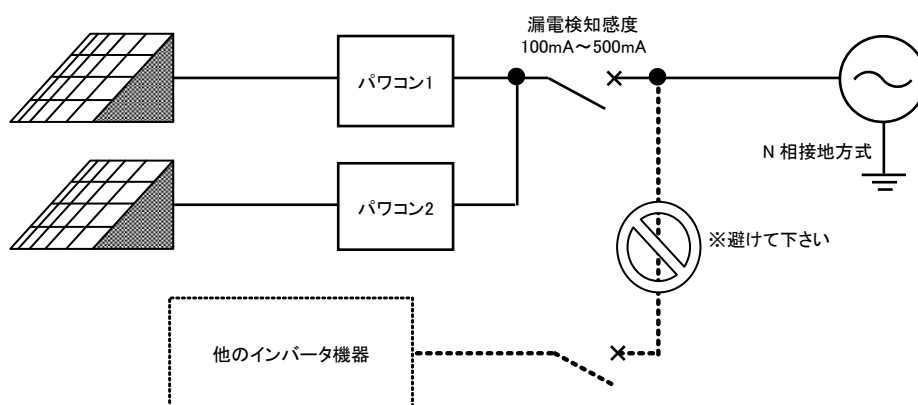 漏電検知感度
100mA～500mA
パワコン1
N 相接地方式
パワコン2
※避けて下さい
他のインバータ機器